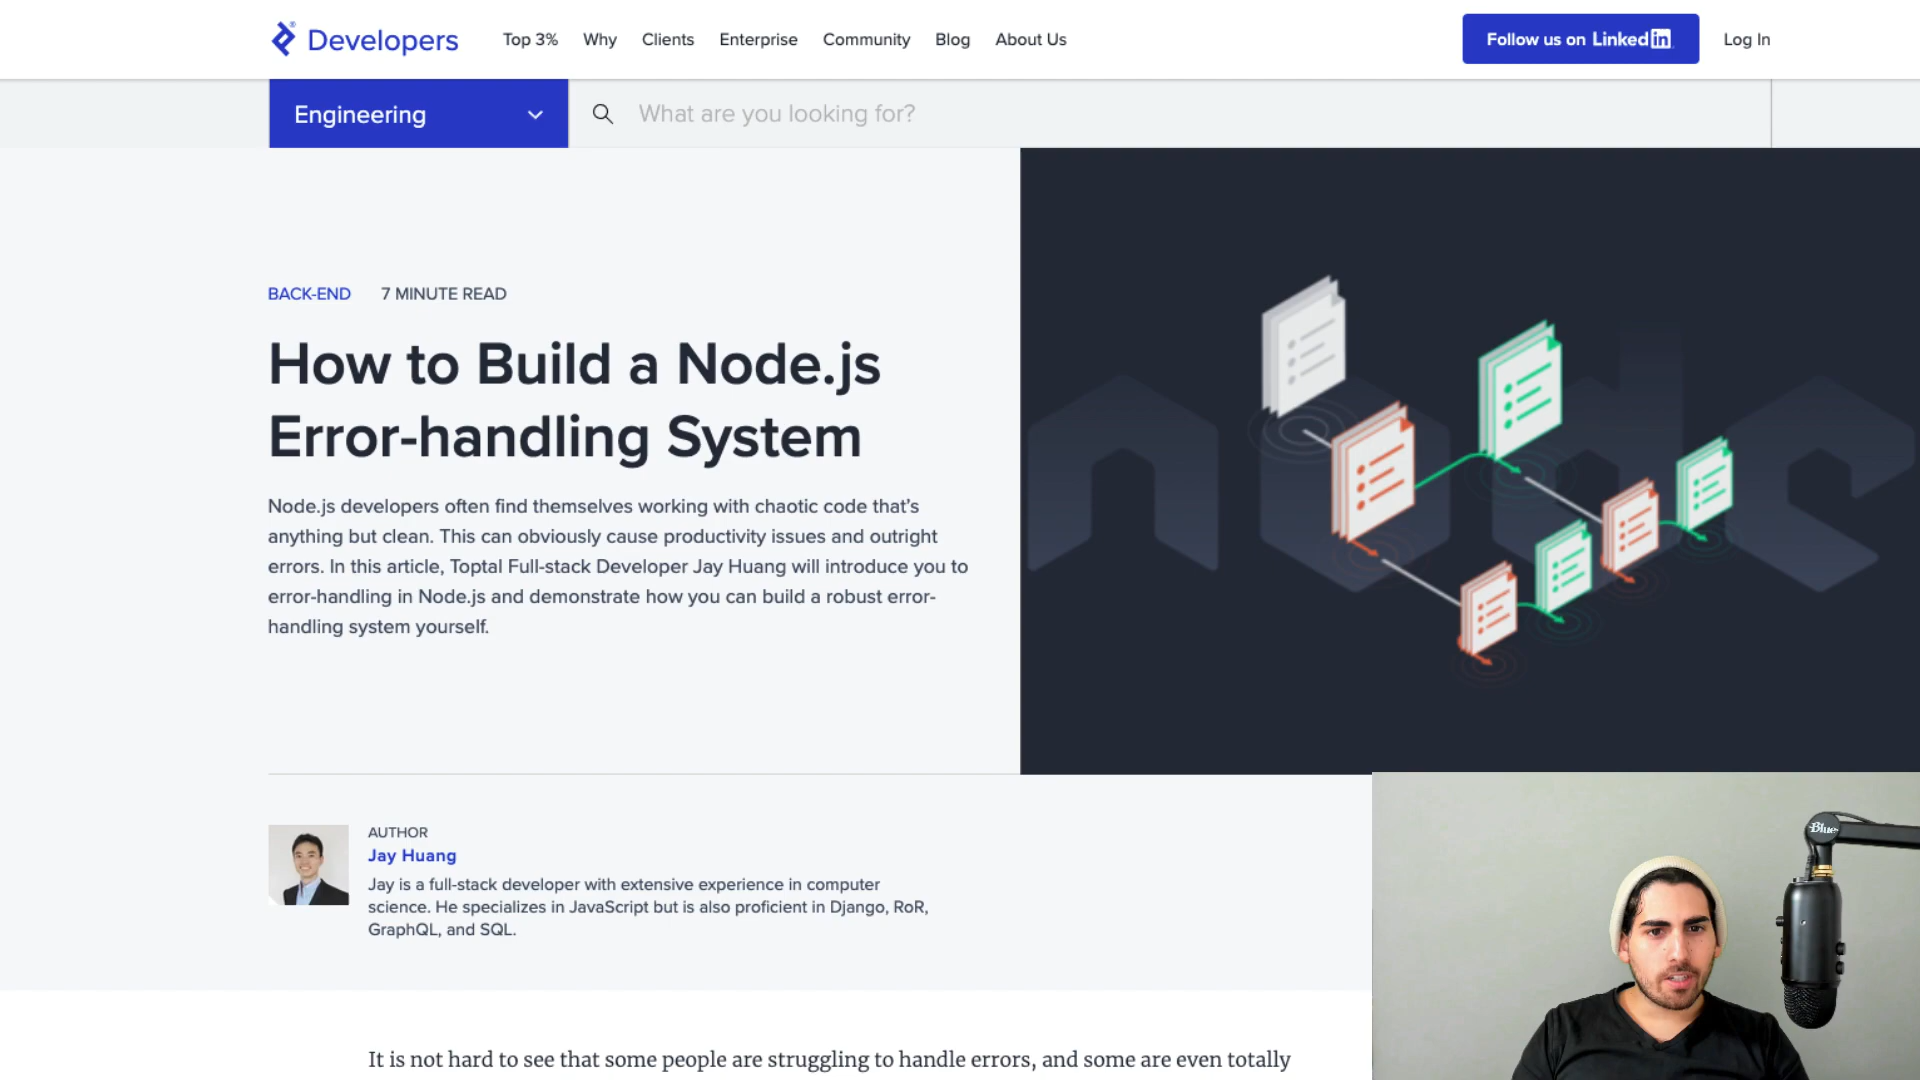 Developers
Top 3% Why Clients Enterprise Community Blog About Us
Follow us on Linkedin
Log In
Engineering
What are you looking for?
BACK-END 7 MINUTE READ
How to Build a Node.js
Error-handling System
Node.js developers often find themselves working with chaotic code that's
anything but clean. This can obviously cause productivity issues and outright
errors. In this article, Toptal Full-stack Developer Jay Huang will introduce you to
error-handling in Node.js and demonstrate how you can build a robust error-
handling system yourself.
node
AUTHOR
Jay Huang
Jay is a full-stack developer with extensive experience in computer
science. He specializes in JavaScript but is also proficient in Django, RoR,
GraphQL, and SQL.
Blue
It is not hard to see that some people are struggling to handle errors, and some are even totally